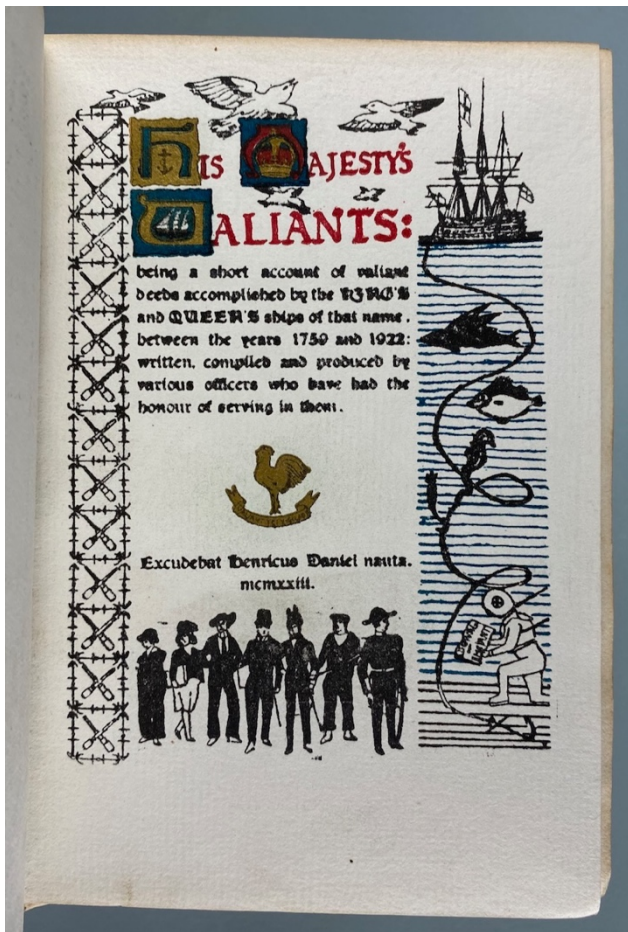 HIS MAJESTY'S
VALIANTS:
being a short account of valiant
deeds accomplished by the KING'S
and QUEEN'S ships of that name,
between the years 1759 and 1922:
written, compiled and produced by
various officers who have had the
honour of serving in them.
Excudebat Henricus Daniel nauta.
mcmxxiii.